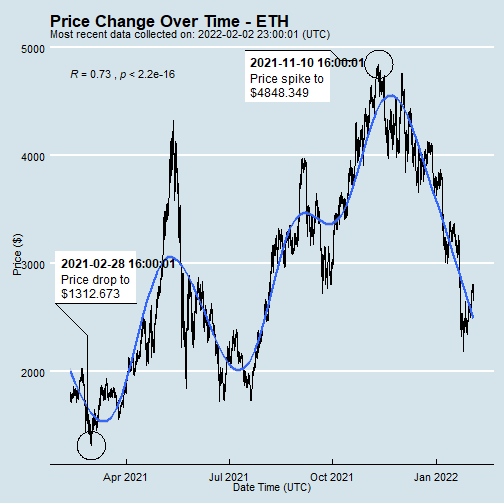 Price Change Over Time - ETH
Most recent data collected on: 2022-02-02 23:00:01 (UTC)
5000
2021-11-10 16:00:01
Price spike to
$4848.349
R = 0.73 , p < 2.2e-16
4000
Price ($)
3000
2021-02-28 16:00:01
Price drop to
$1312.673
2000
Apr 2021
Jul 2021
Oct 2021
Jan 2022
Date Time (UTC)